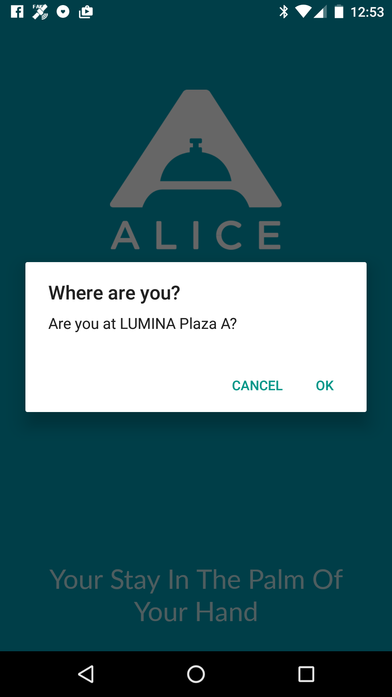 12:53
ALICE
Where are you?
Are you at LUMINA Plaza A?
CANCEL OK
Your Stay In The Palm Of
Your Hand